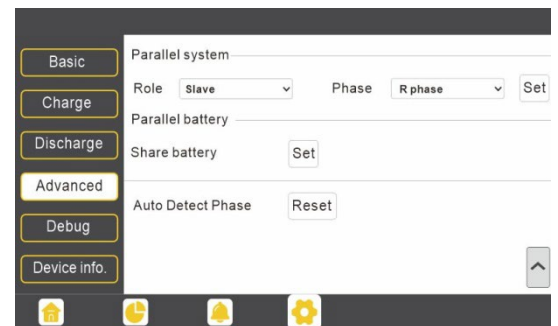 Basic
Charge
Discharge
Advanced
Debug
Device info.
Parallel system
Role Slave Phase R phase Set
Parallel battery
Share battery Set
Auto Detect Phase Reset